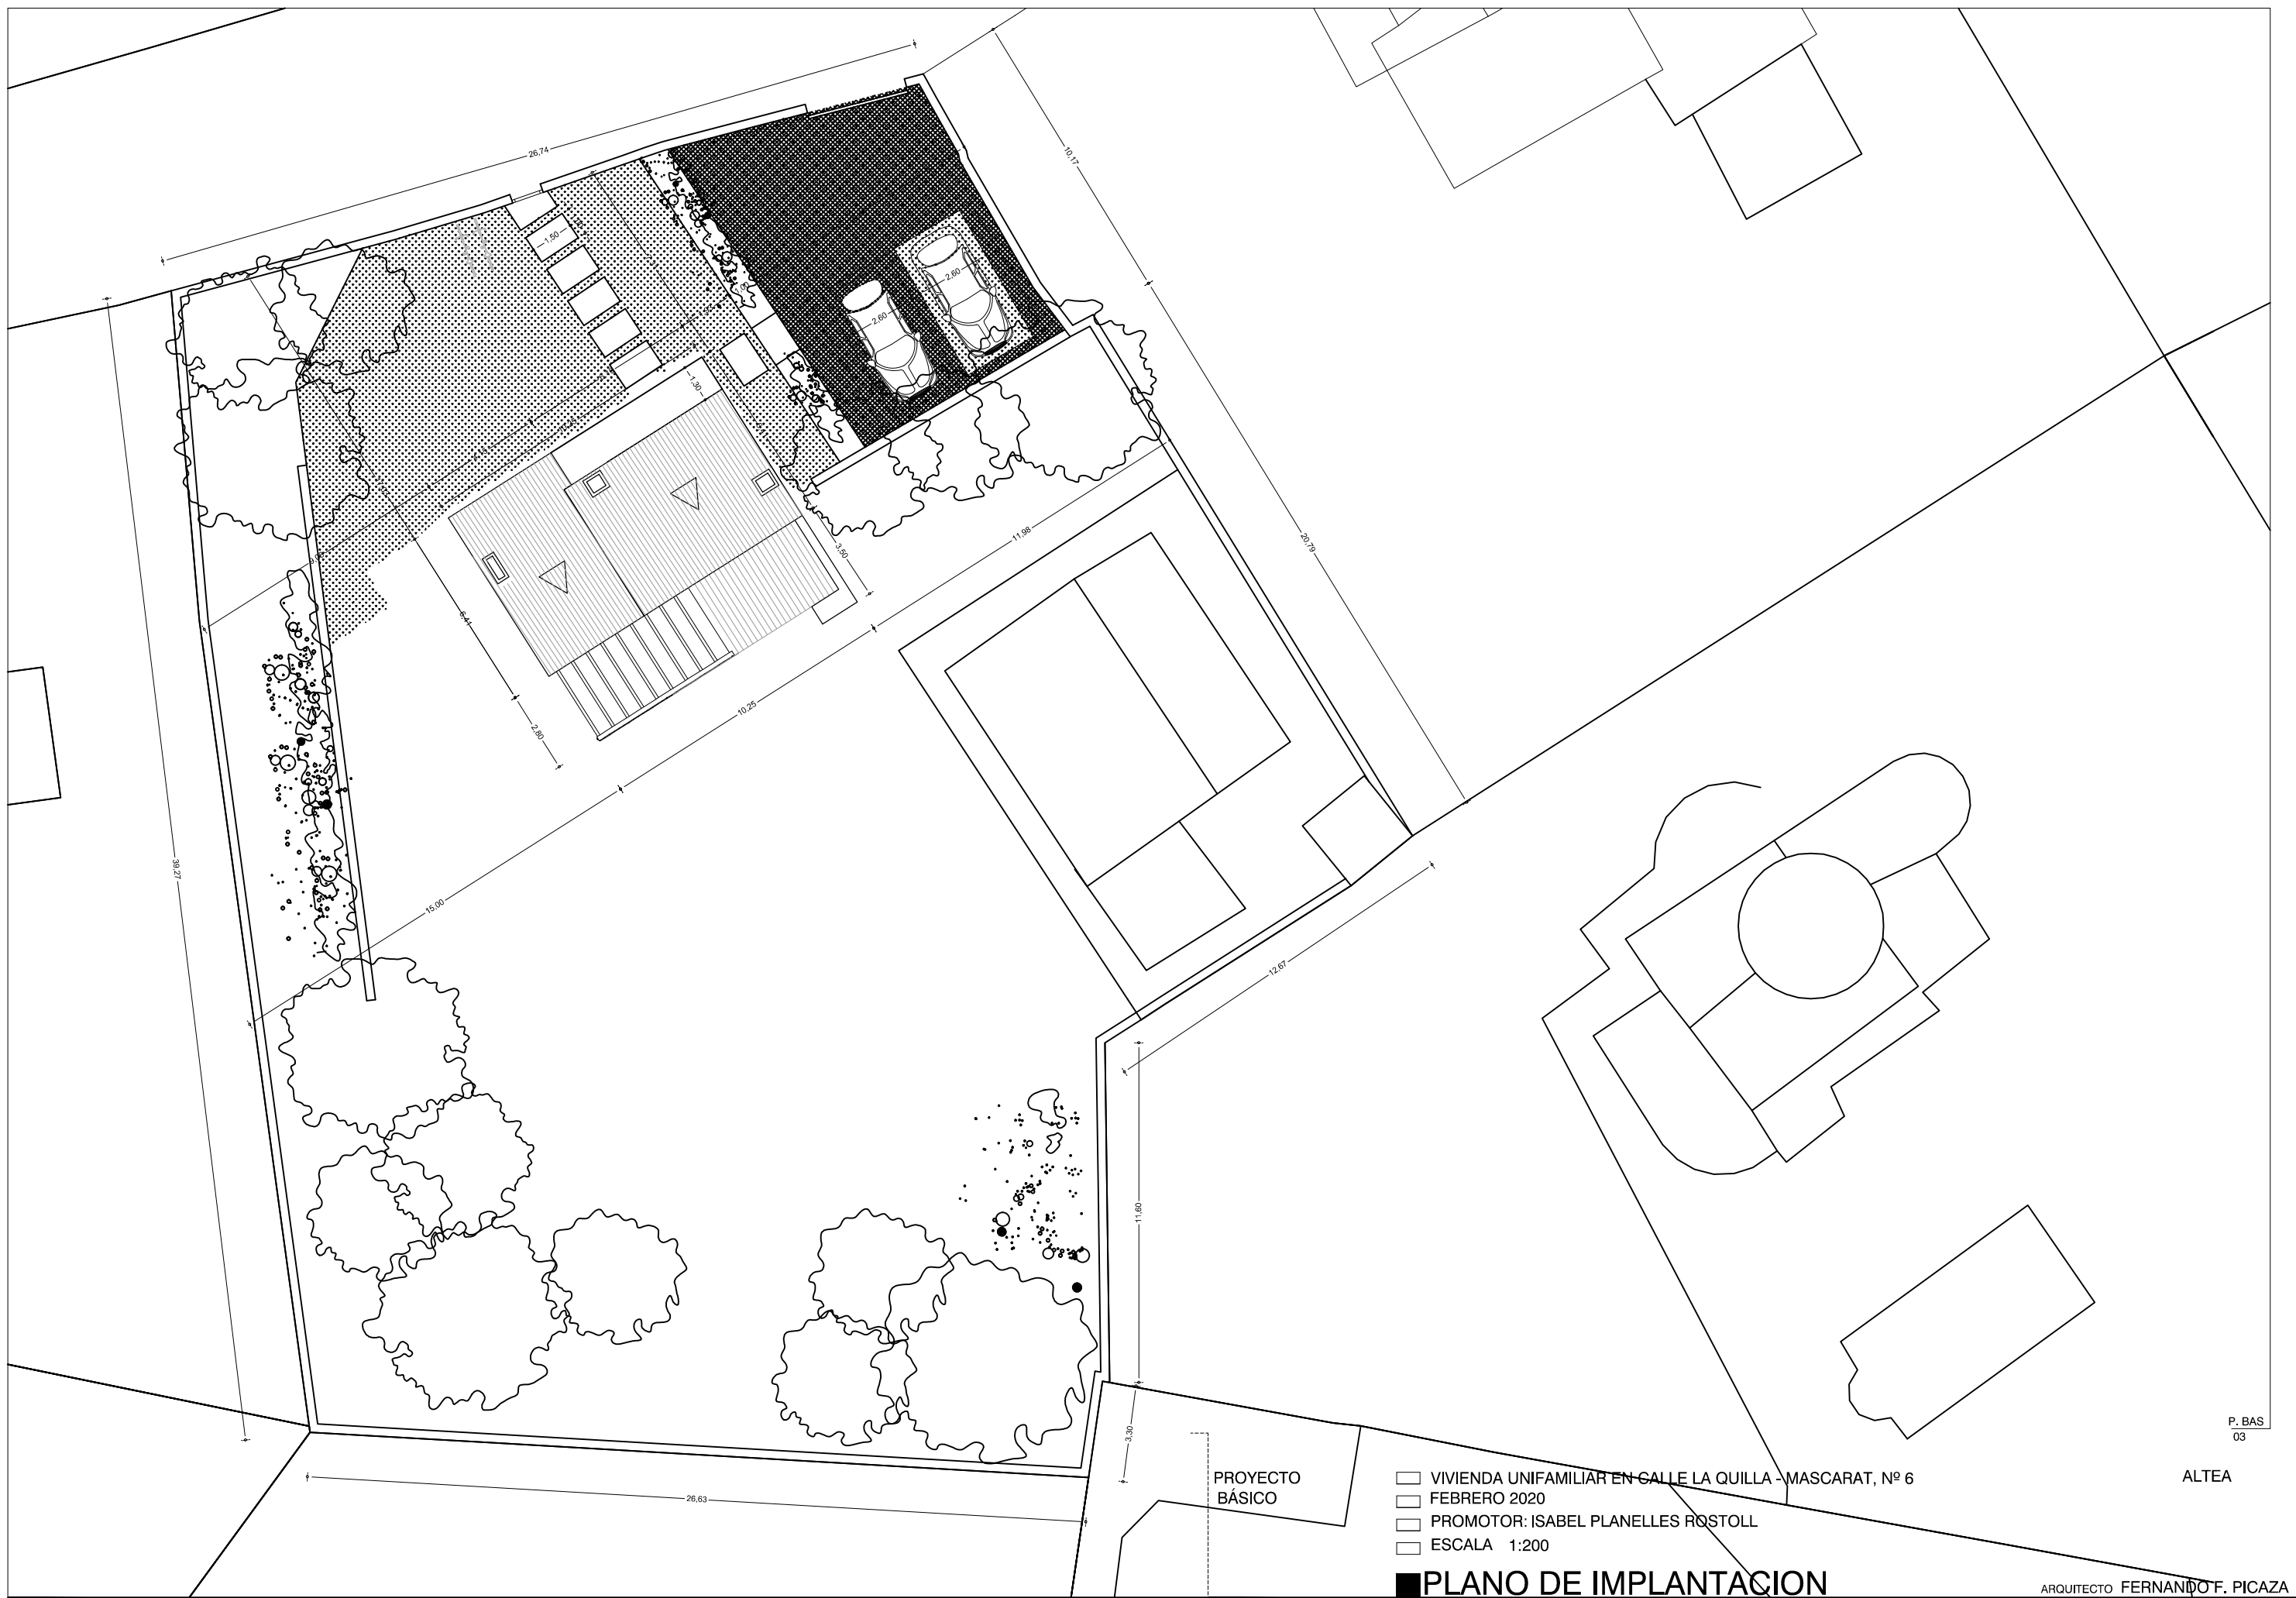 26,74
10,17
1,50
2,60
2,60
1,30
11,98
3,50
20,79
9,00
6,41
10,25
2,80
39,27
15,00
12,67
11,60
3,30
26,63
P. BAS
03
PROYECTO
BÁSICO
VIVIENDA UNIFAMILIAR EN CALLE LA QUILLA - MASCARAT, Nº 6
ALTEA
FEBRERO 2020
PROMOTOR: ISABEL PLANELLES ROSTOLL
ESCALA 1:200
PLANO DE IMPLANTACION
ARQUITECTO FERNANDO F. PICAZA